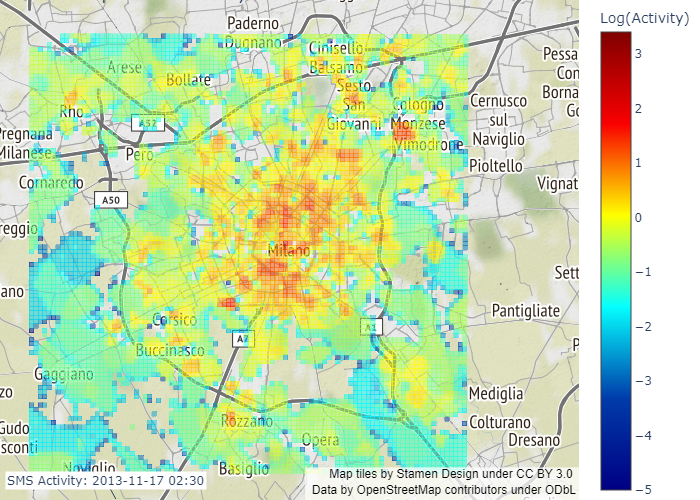 Log(Activity)
3
2
1
0
−1
−2
−3
−4
−5
Paderno
Dugnano
Cinisello
Balsamo
Arese
Bollate
Sesto
San
Giovanni
Rho
A52
Cologno
Monzese
Vimodrone
Cernusco
sul
Naviglio
Pessa
Con
Borna
Go
Pregnana
Milanese
Pero
Pioltello
Cornaredo
Vignat
A50
reggio
Milano
Sett
ano
Pantigliate
Corsico
A7
A1
Buccinasco
P
Gaggiano
zo
Mediglia
Rozzano
Colturano
Dresano
Gudo
sconti
Opera
Noviglio
Basiglio
SMS Activity: 2013-11-17 02:30
Map tiles by Stamen Design under CC BY 3.0
Data by OpenStreetMap contributors under ODbL